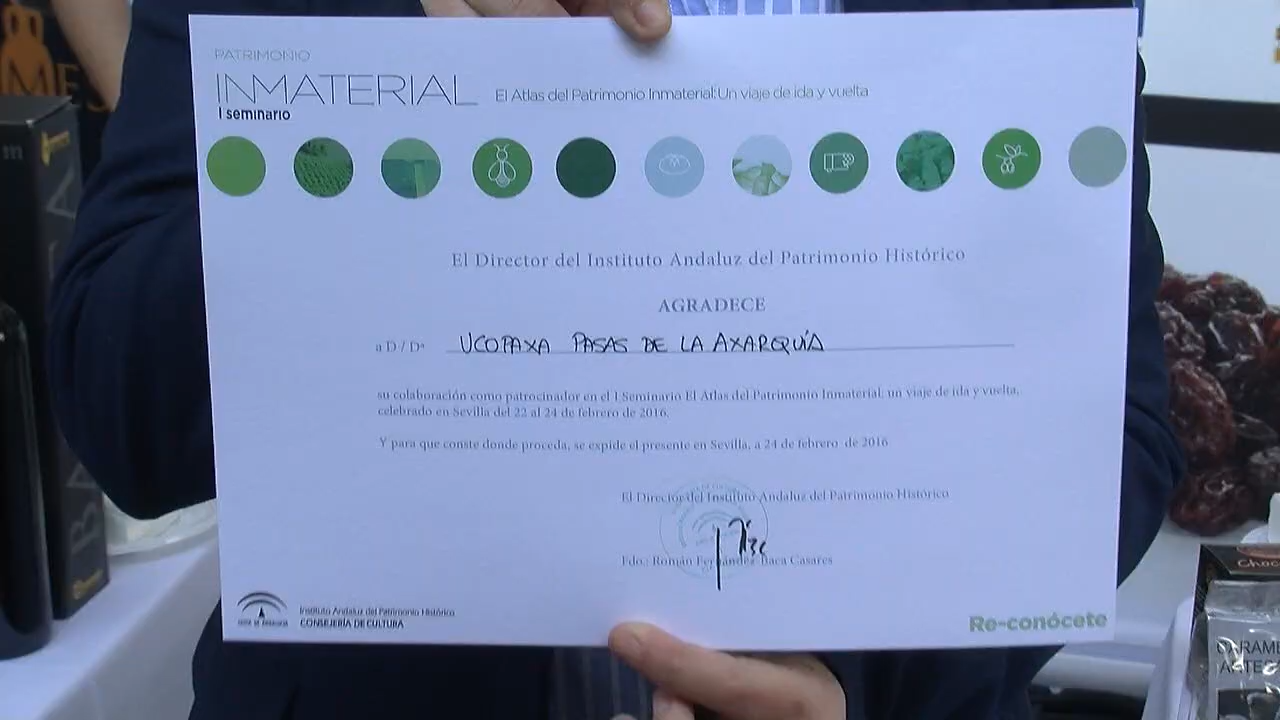 PATRIMONIO
INMATERIAL
I seminario
El Atlas del Patrimonio Inmaterial: Un viaje de ida y vuelta
El Director del Instituto Andaluz del Patrimonio Histórico
AGRADECE
a D / Dª UCOPAXA PASAS DE LA AXARQUÍA
su colaboración como patrocinador en el I Seminario El Atlas del Patrimonio Inmaterial: un viaje de ida y vuelta,
celebrado en Sevilla del 22 al 24 de febrero de 2016.
Y para que conste donde proceda, se expide el presente en Sevilla, a 24 de febrero de 2016
El Director del Instituto Andaluz del Patrimonio Histórico
Fdo.: Román Fernández-Baca Casares
JUNTA DE ANDALUCIA
Instituto Andaluz del Patrimonio Histórico
CONSEJERÍA DE CULTURA
Re-conócete